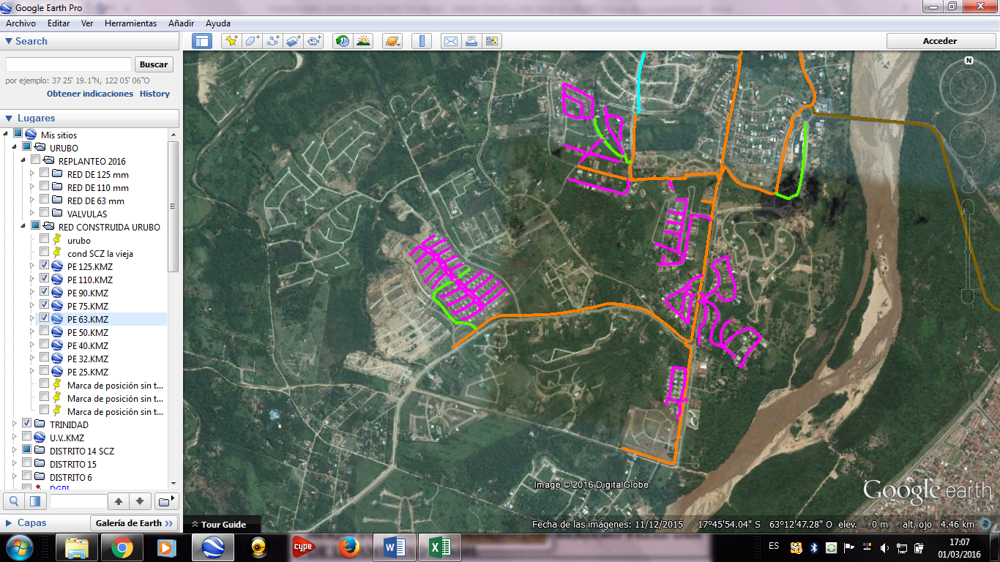 Google Earth Pro
Archivo Editar Ver Herramientas Añadir Ayuda
Search
Buscar
por ejemplo: 37 25' 19.1"N, 122 05' 06"O
Obtener indicaciones History
Lugares
Mis sitios
URUBO
REPLANTEO 2016
RED DE 125 mm
RED DE 110 mm
RED DE 63 mm
VALVULAS
RED CONSTRUIDA URUBO
urubo
cond SCZ la vieja
PE 125.KMZ
PE 110.KMZ
PE 90.KMZ
PE 75.KMZ
PE 63.KMZ
PE 50.KMZ
PE 40.KMZ
PE 32.KMZ
PE 25.KMZ
Marca de posición sin t...
Marca de posición sin t...
Marca de posición sin t...
TRINIDAD
U.V..KMZ
DISTRITO 14 SCZ
DISTRITO 15
DISTRITO 6
Capas
Galería de Earth
Acceder
N
Image © 2016 DigitalGlobe
Google earth
Tour Guide
Fecha de las imágenes: 11/12/2015 17°45'54.04" S 63°12'47.28" O elev. 0 m alt. ojo 4.46 km
cype
W
X
ES
17:07
01/03/2016